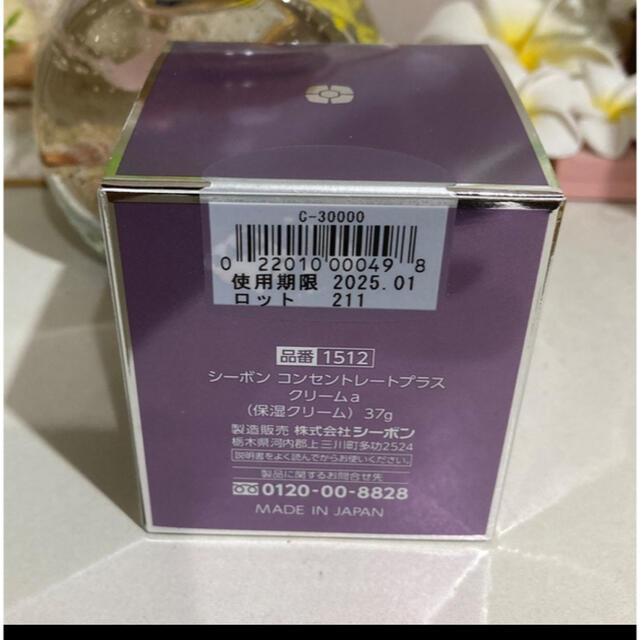 C-30000
0 22010 00049 8
使用期限 2025.01
ロット 211
品番 1512
シーボン コンセントレートプラス
クリームa
(保湿クリーム) 37g
製造販売 株式会社シーボン
栃木県河内郡上三川町多功2524
説明書をよく読んでからお使いください。
製品に関するお問合せ先
0120-00-8828
MADE IN JAPAN